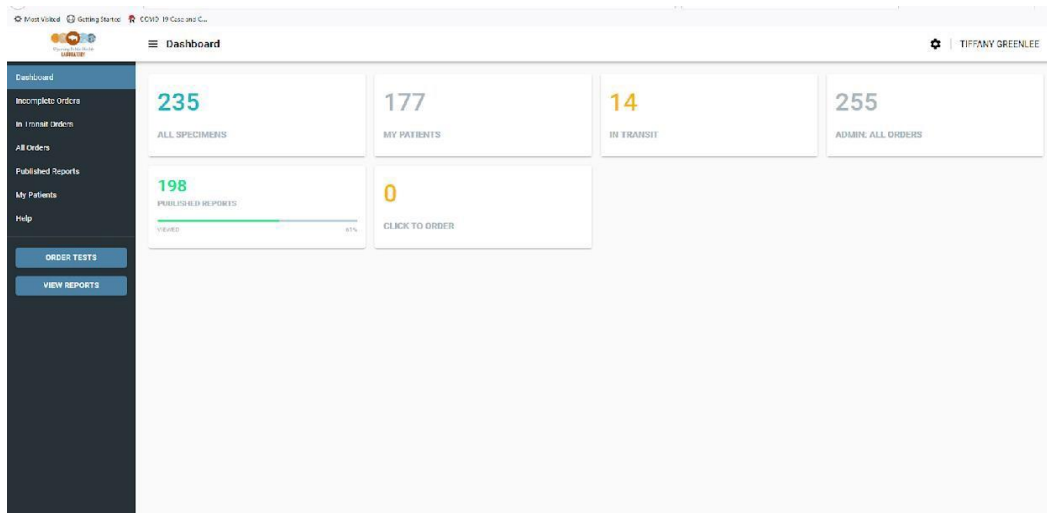 Most Visited Getting Started COVID-19 Case and C...
LABORATORY
Dashboard
TIFFANY GREENLEE
Dashboard
Incomplete Orders
In Transit Orders
All Orders
Published Reports
My Patients
Help
ORDER TESTS
VIEW REPORTS
235
ALL SPECIMENS
177
MY PATIENTS
14
IN TRANSIT
255
ADMIN: ALL ORDERS
198
PUBLISHED REPORTS
VIEWED
0
CLICK TO ORDER